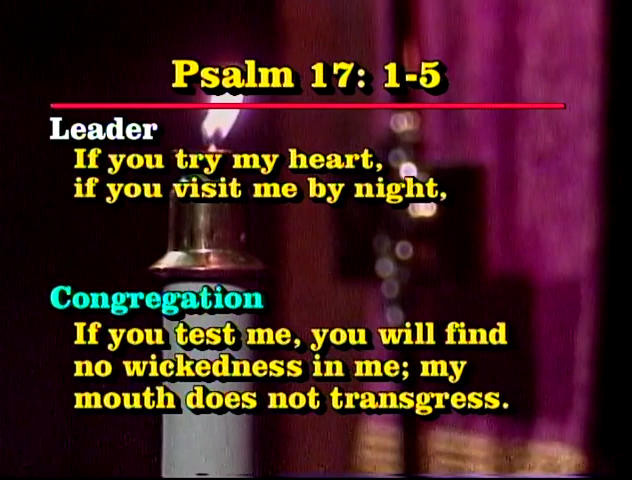 Psalm 17: 1-5
Leader
If you try my heart,
if you visit me by night,
Congregation
If you test me, you will find
no wickedness in me; my
mouth does not transgress.